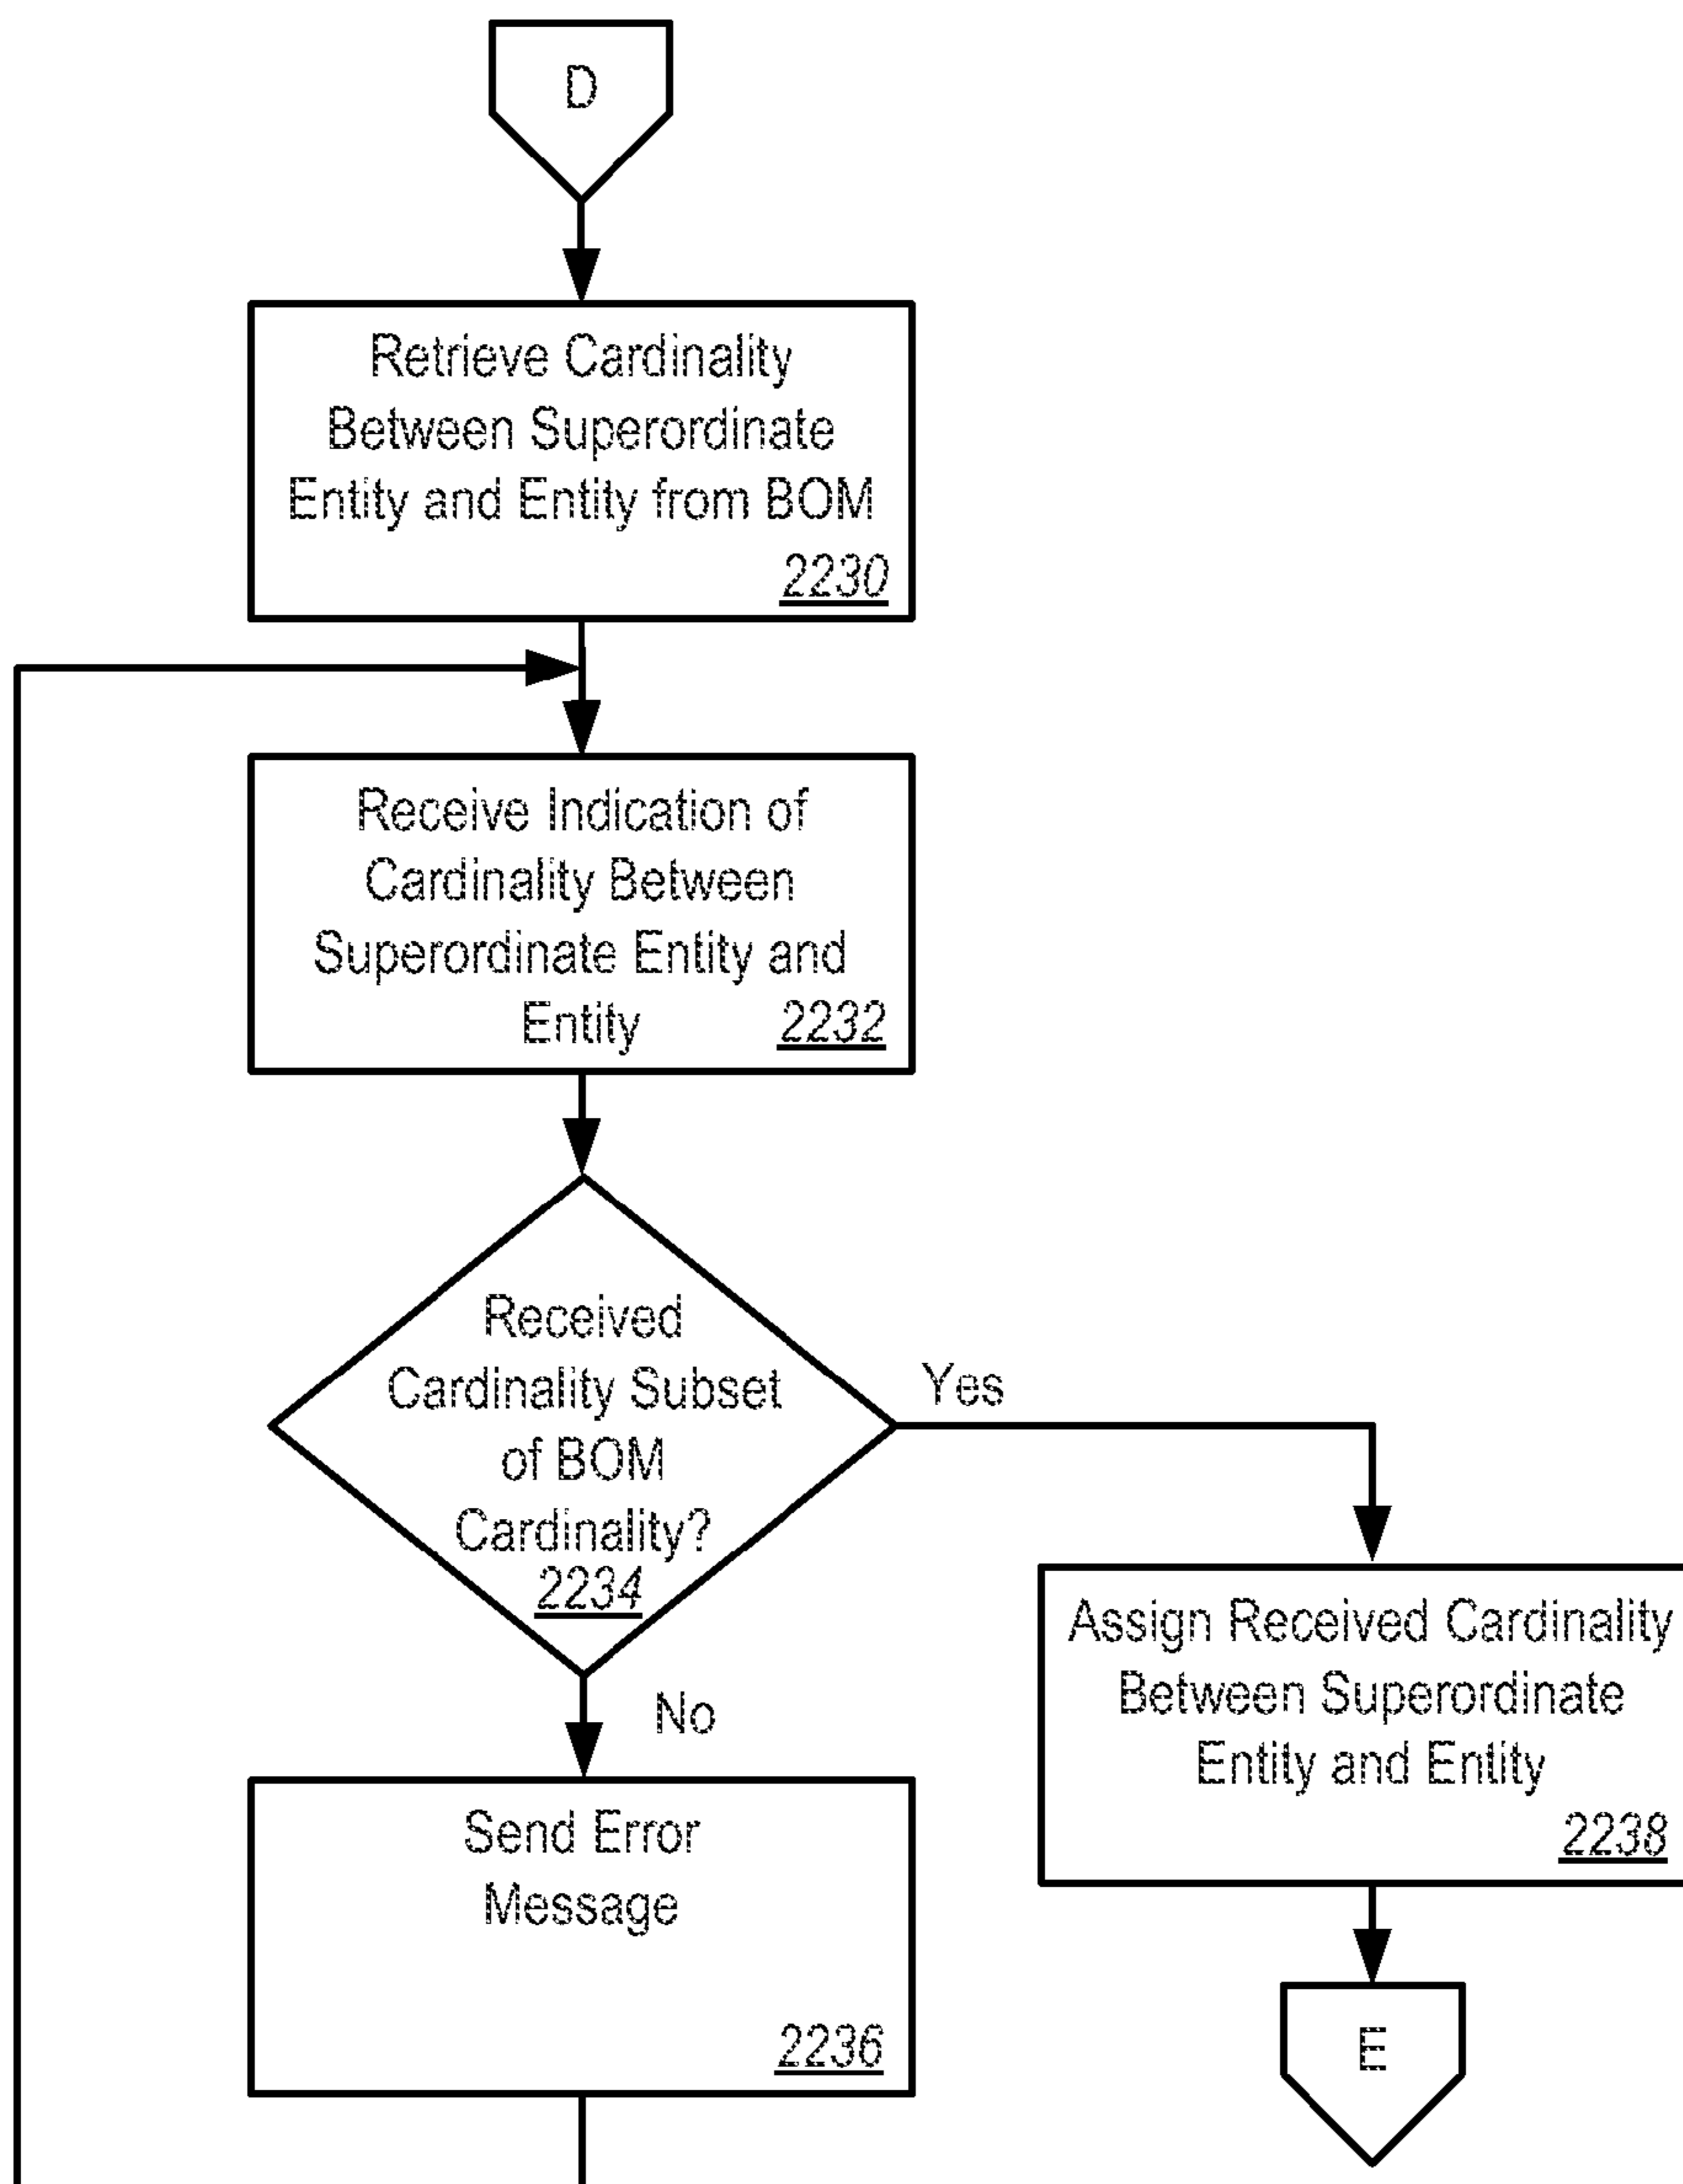 D
Retrieve Cardinality
Between Superordinate
Entity and Entity from BOM
2230
Receive Indication of
Cardinality Between
Superordinate Entity and
Entity 2232
Received
Cardinality Subset
of BOM
Cardinality?
2234
Yes
No
Send Error
Message
2236
Assign Received Cardinality
Between Superordinate
Entity and Entity
2238
E